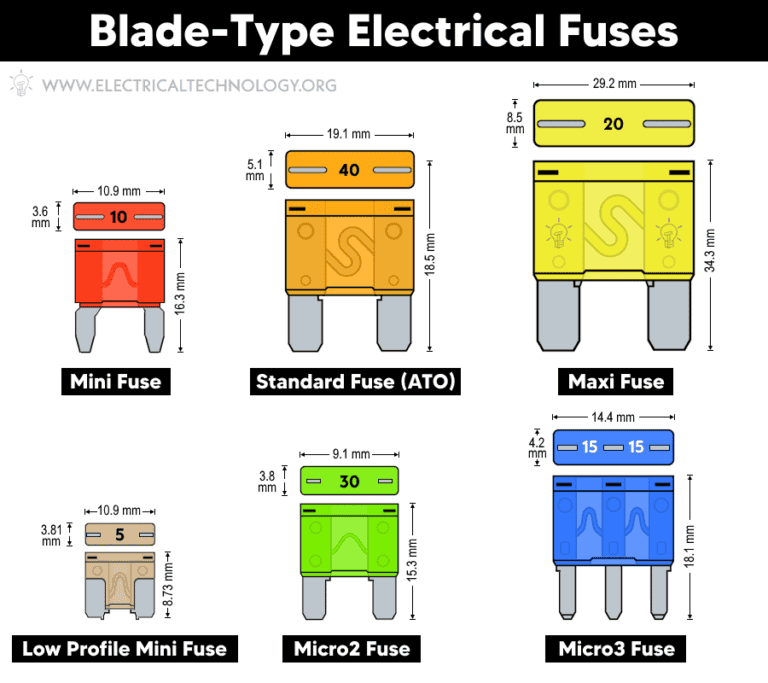 Blade-Type Electrical Fuses
WWW.ELECTRICALTECHNOLOGY.ORG
10.9 mm
3.6
mm
10
16.3 mm
Mini Fuse
19.1 mm
5.1
mm
40
18.5 mm
Standard Fuse (ATO)
29.2 mm
8.5
mm
20
34.3 mm
Maxi Fuse
10.9 mm
3.81
mm
5
8.73 mm
Low Profile Mini Fuse
9.1 mm
3.8
mm
30
15.3 mm
Micro2 Fuse
14.4 mm
4.2
mm
15 15
18.1 mm
Micro3 Fuse